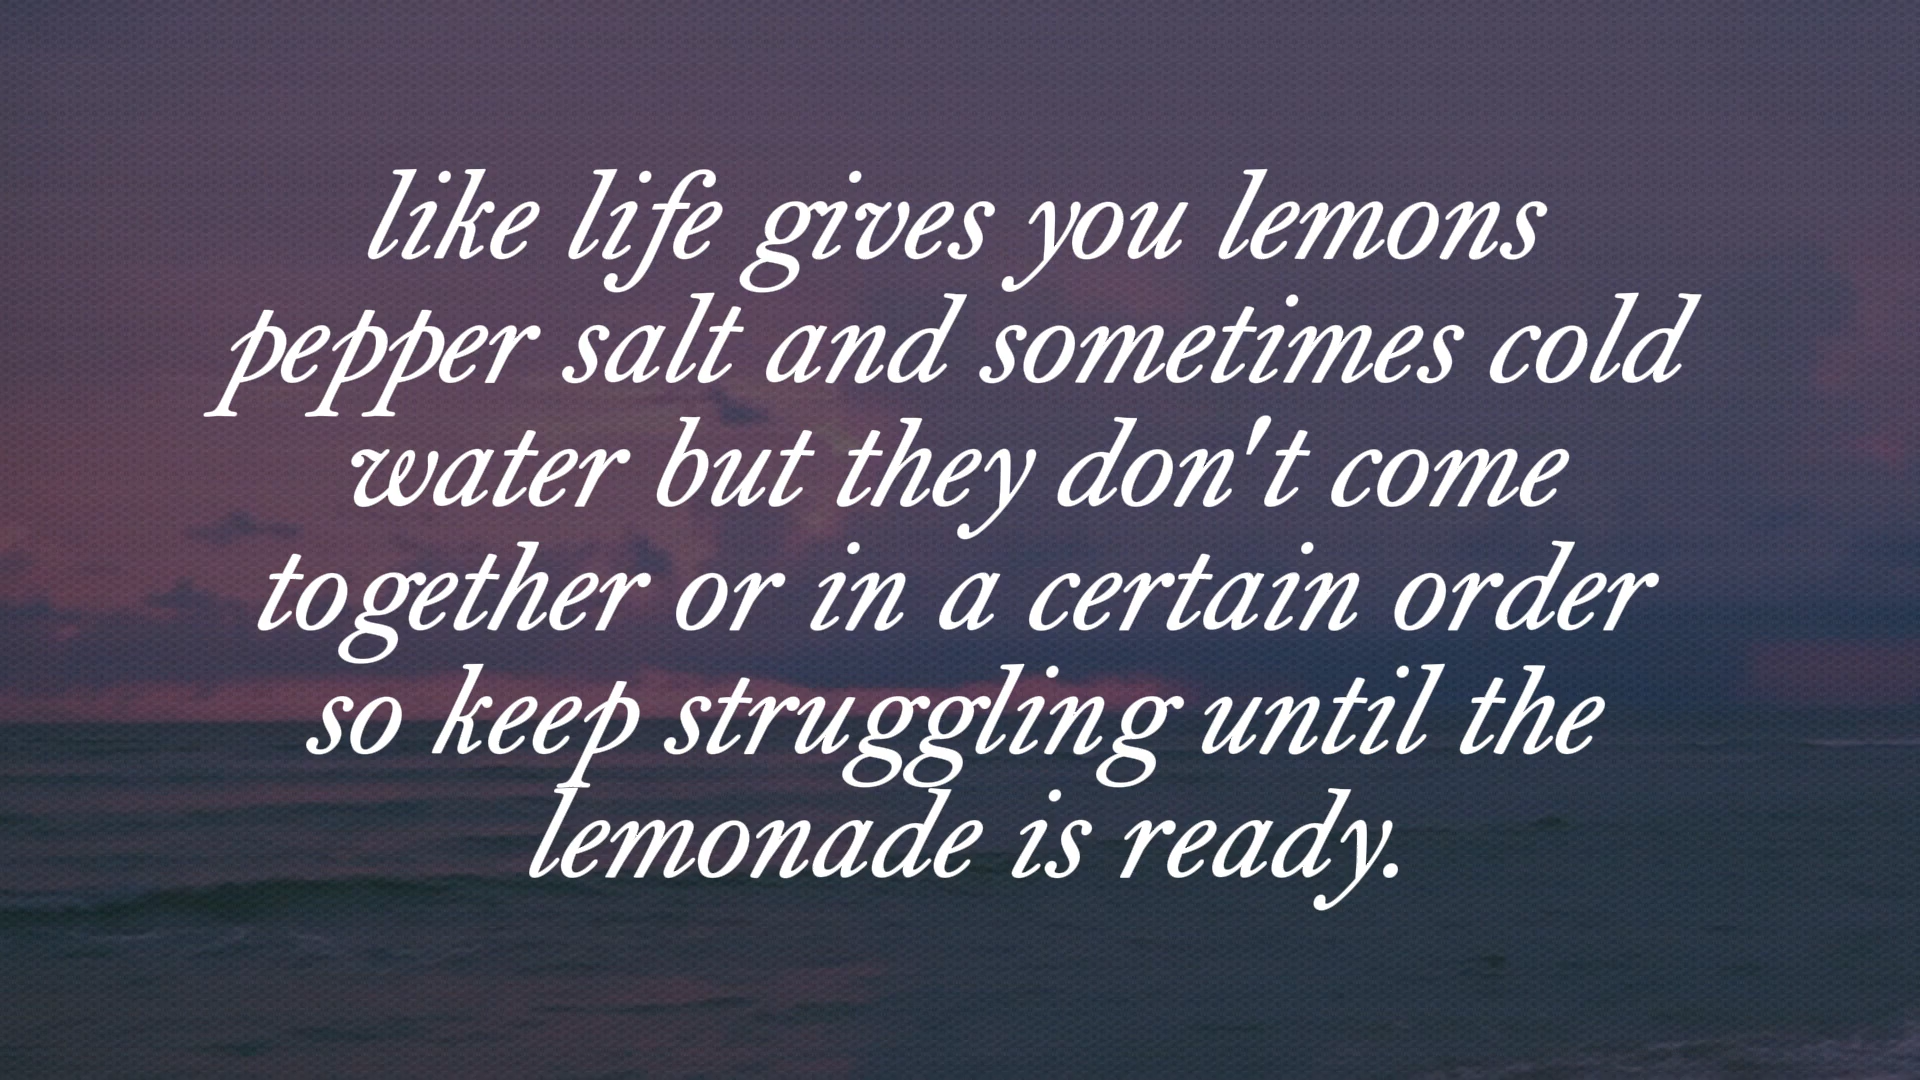 like life gives you lemons
pepper salt and sometimes cold
water but they don't come
together or in a certain order
so keep struggling until the
lemonade is ready.